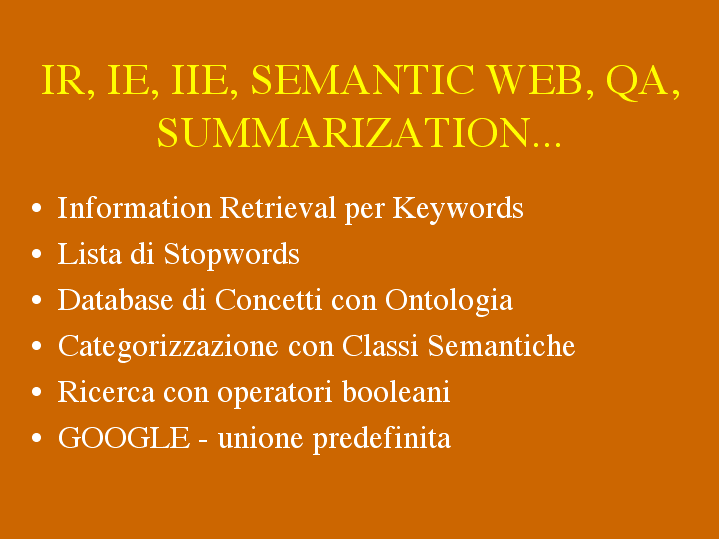 IR, IE, IIE, SEMANTIC WEB, QA,
SUMMARIZATION...
• Information Retrieval per Keywords
• Lista di Stopwords
• Database di Concetti con Ontologia
• Categorizzazione con Classi Semantiche
• Ricerca con operatori booleani
• GOOGLE - unione predefinita